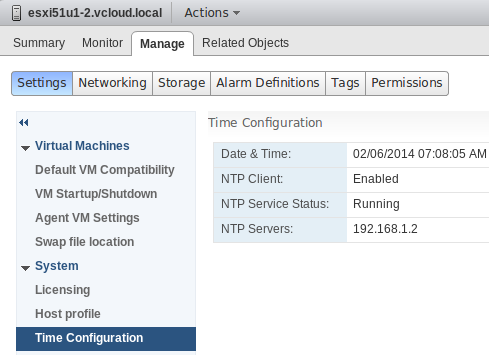 esxi51u1-2.vcloud.local Actions
Summary Monitor Manage Related Objects
Settings Networking Storage Alarm Definitions Tags Permissions
Time Configuration
Virtual Machines
Default VM Compatibility
VM Startup/Shutdown
Agent VM Settings
Swap file location
System
Licensing
Host profile
Time Configuration
Date & Time: 02/06/2014 07:08:05 AM
NTP Client: Enabled
NTP Service Status: Running
NTP Servers: 192.168.1.2